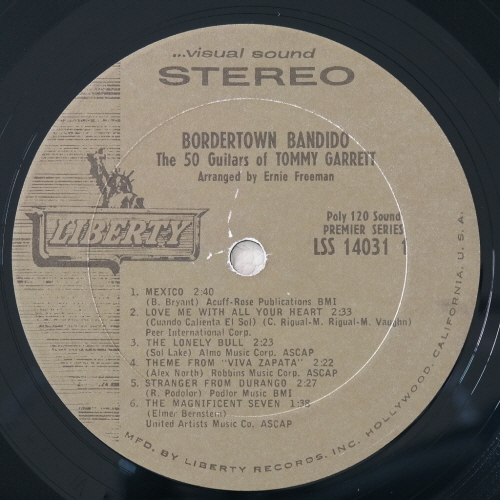 ...visual sound
STEREO
BORDERTOWN BANDIDO
The 50 Guitars of TOMMY GARRETT
Arranged by Ernie Freeman
LIBERTY
Poly 120 Sound
PREMIER SERIES
LSS 14031 1
1. MEXICO 2:40
(B. Bryant) Acuff-Rose Publications BMI
2. LOVE ME WITH ALL YOUR HEART 2:33
(Cuando Calienta El Sol) (C. Rigual-M. Rigual-M. Vaughn)
Peer International Corp.
3. THE LONELY BULL 2:23
(Sol Lake) Almo Music Corp. ASCAP
4. THEME FROM "VIVA ZAPATA" 2:22
(Alex North) Robbins Music Corp. ASCAP
5. STRANGER FROM DURANGO 2:27
(R. Podolor) Podlor Music BMI
6. THE MAGNIFICENT SEVEN 1:38
(Elmer Bernstein)
United Artists Music Co. ASCAP
MFD. BY LIBERTY RECORDS, INC. HOLLYWOOD, CALIFORNIA, U.S.A.